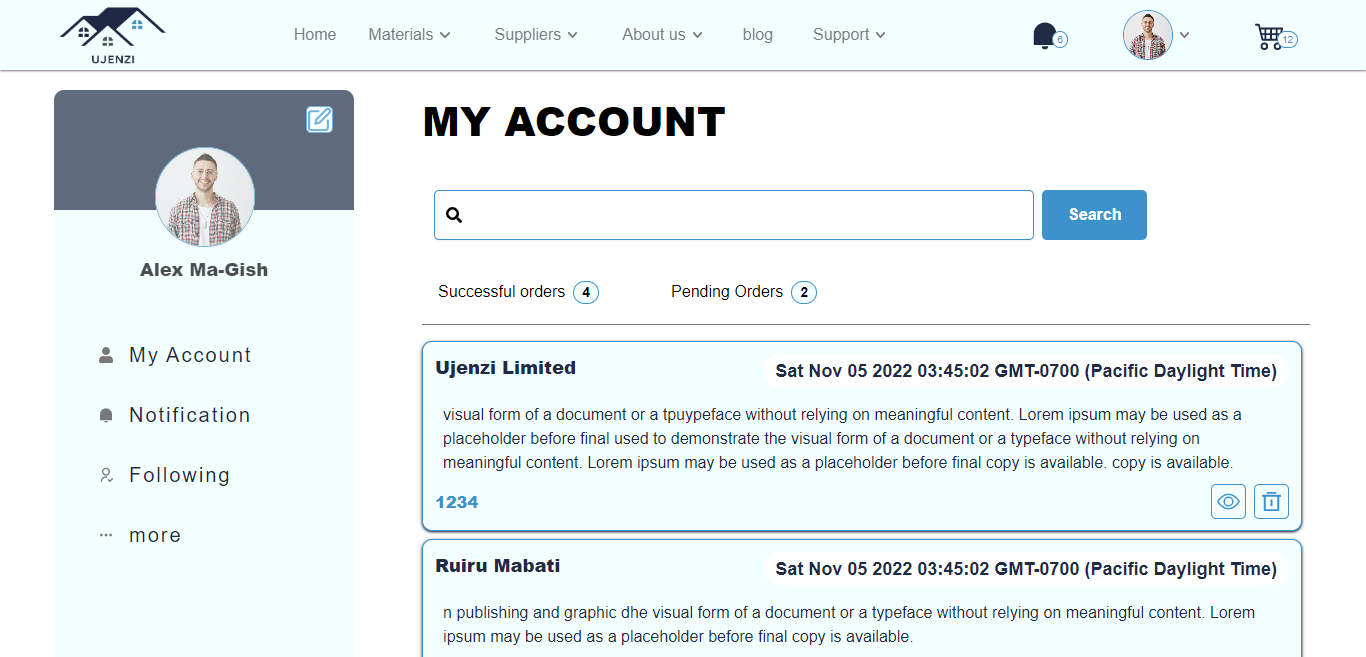 UJENZI
Home
Materials
Suppliers
About us
blog
Support
6
12
Alex Ma-Gish
My Account
Notification
Following
more
MY ACCOUNT
Search
Successful orders 4
Pending Orders 2
Ujenzi Limited
Sat Nov 05 2022 03:45:02 GMT-0700 (Pacific Daylight Time)
visual form of a document or a tpuypeface without relying on meaningful content. Lorem ipsum may be used as a
placeholder before final used to demonstrate the visual form of a document or a typeface without relying on
meaningful content. Lorem ipsum may be used as a placeholder before final copy is available. copy is available.
1234
Ruiru Mabati
Sat Nov 05 2022 03:45:02 GMT-0700 (Pacific Daylight Time)
n publishing and graphic dhe visual form of a document or a typeface without relying on meaningful content. Lorem
ipsum may be used as a placeholder before final copy is available.